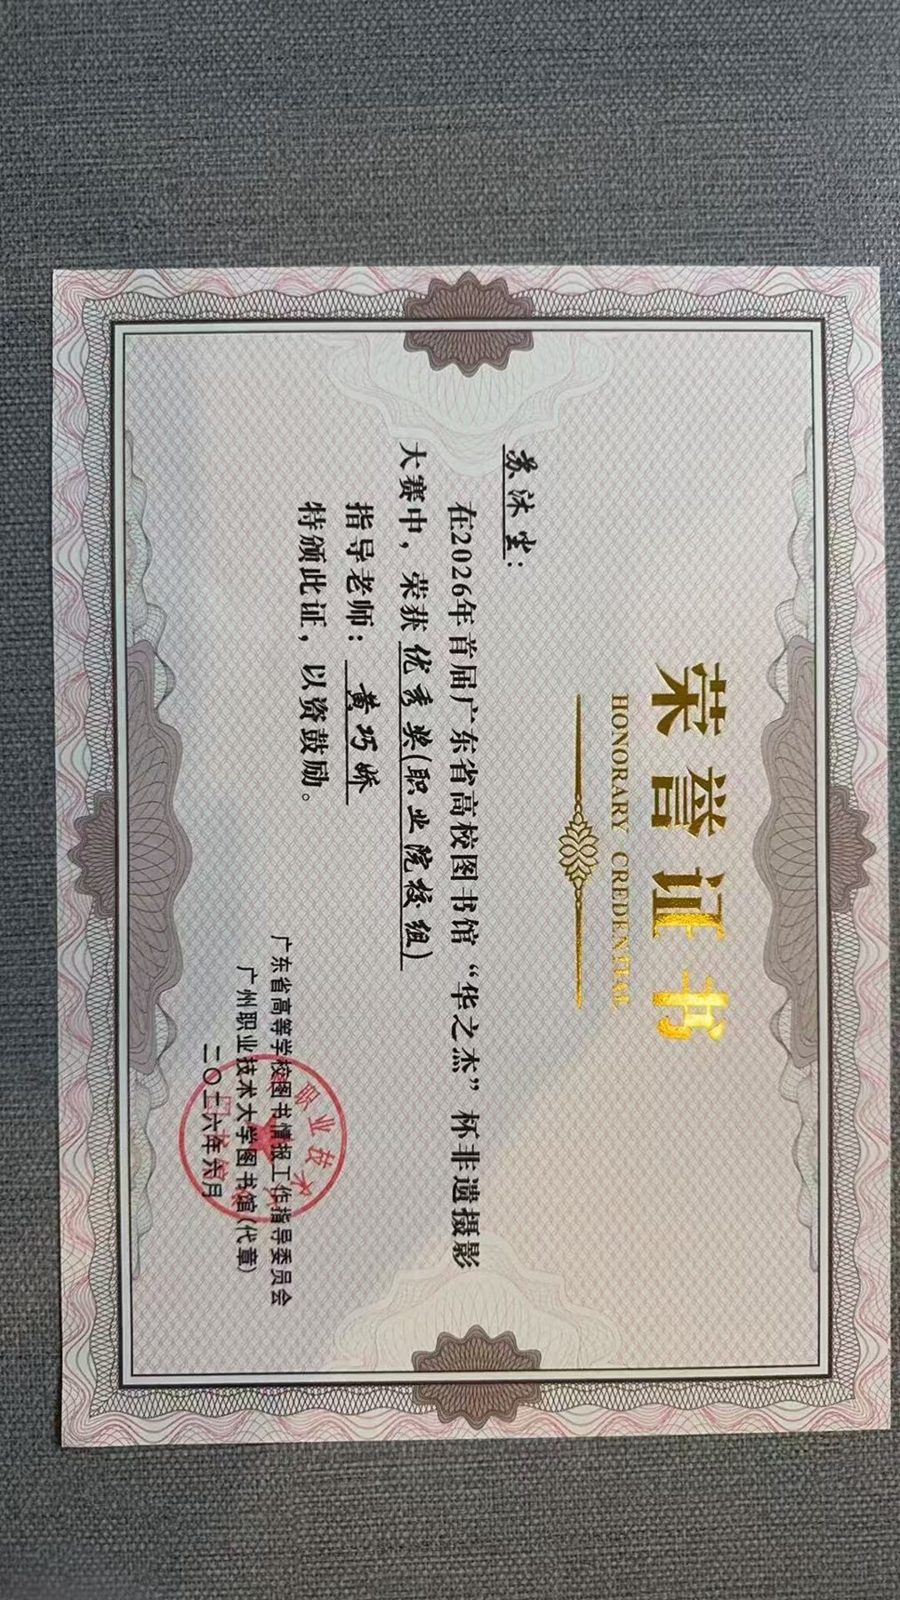 荣誉证书
HONORARY CREDENTIAL
苏沐尘：
在2026年首届广东省高校图书馆“华之杰”杯非遗摄影
大赛中，荣获优秀奖(职业院校组)
指导老师：黄巧娇
特颁此证，以资鼓励。
广东省高等学校图书情报工作指导委员会
广州职业技术大学图书馆(代章)
二〇二六年六月
职业技术